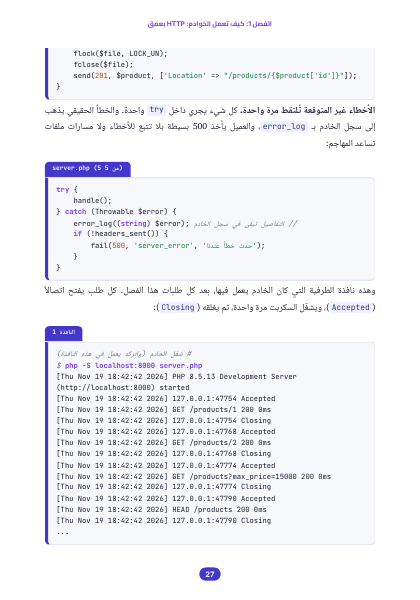 الفصل 1: كيف تعمل الخوادم: HTTP بعمق
flock($file, LOCK_UN);
fclose($file);
send(201, $product, ['Location' => "/products/{$product['id']}"]);
}
الأخطاء غير المتوقعة تُلتقط مرة واحدة. كل شيء يجري داخل try واحدة. والخطأ الحقيقي يذهب
إلى سجل الخادم بـ error_log، والعميل يأخذ 500 بسيطة بلا تتبع للأخطاء ولا مسارات ملفات
تساعد المهاجم:
server.php (5 من 5)
try {
handle();
} catch (Throwable $error) {
error_log((string) $error); // التفاصيل تبقى في سجل الخادم
if (!headers_sent()) {
fail(500, 'server_error', 'حدث خطأ عندنا');
}
}
وهذه نافذة الطرفية التي كان الخادم يعمل فيها، بعد كل طلبات هذا الفصل. كل طلب يفتح اتصالاً
(Accepted)، ويشغّل السكربت مرة واحدة، ثم يغلقه (Closing):
النافذة 1
# شغّل الخادم (واتركه يعمل في هذه النافذة)
$ php -S localhost:8000 server.php
[Thu Nov 19 18:42:42 2026] PHP 8.5.13 Development Server
(http://localhost:8000) started
[Thu Nov 19 18:42:42 2026] 127.0.0.1:47754 Accepted
[Thu Nov 19 18:42:42 2026] GET /products/1 200 0ms
[Thu Nov 19 18:42:42 2026] 127.0.0.1:47754 Closing
[Thu Nov 19 18:42:42 2026] 127.0.0.1:47768 Accepted
[Thu Nov 19 18:42:42 2026] GET /products/2 200 0ms
[Thu Nov 19 18:42:42 2026] 127.0.0.1:47768 Closing
[Thu Nov 19 18:42:42 2026] 127.0.0.1:47774 Accepted
[Thu Nov 19 18:42:42 2026] GET /products?max_price=15000 200 0ms
[Thu Nov 19 18:42:42 2026] 127.0.0.1:47774 Closing
[Thu Nov 19 18:42:42 2026] 127.0.0.1:47790 Accepted
[Thu Nov 19 18:42:42 2026] HEAD /products 200 0ms
[Thu Nov 19 18:42:42 2026] 127.0.0.1:47790 Closing
...
27